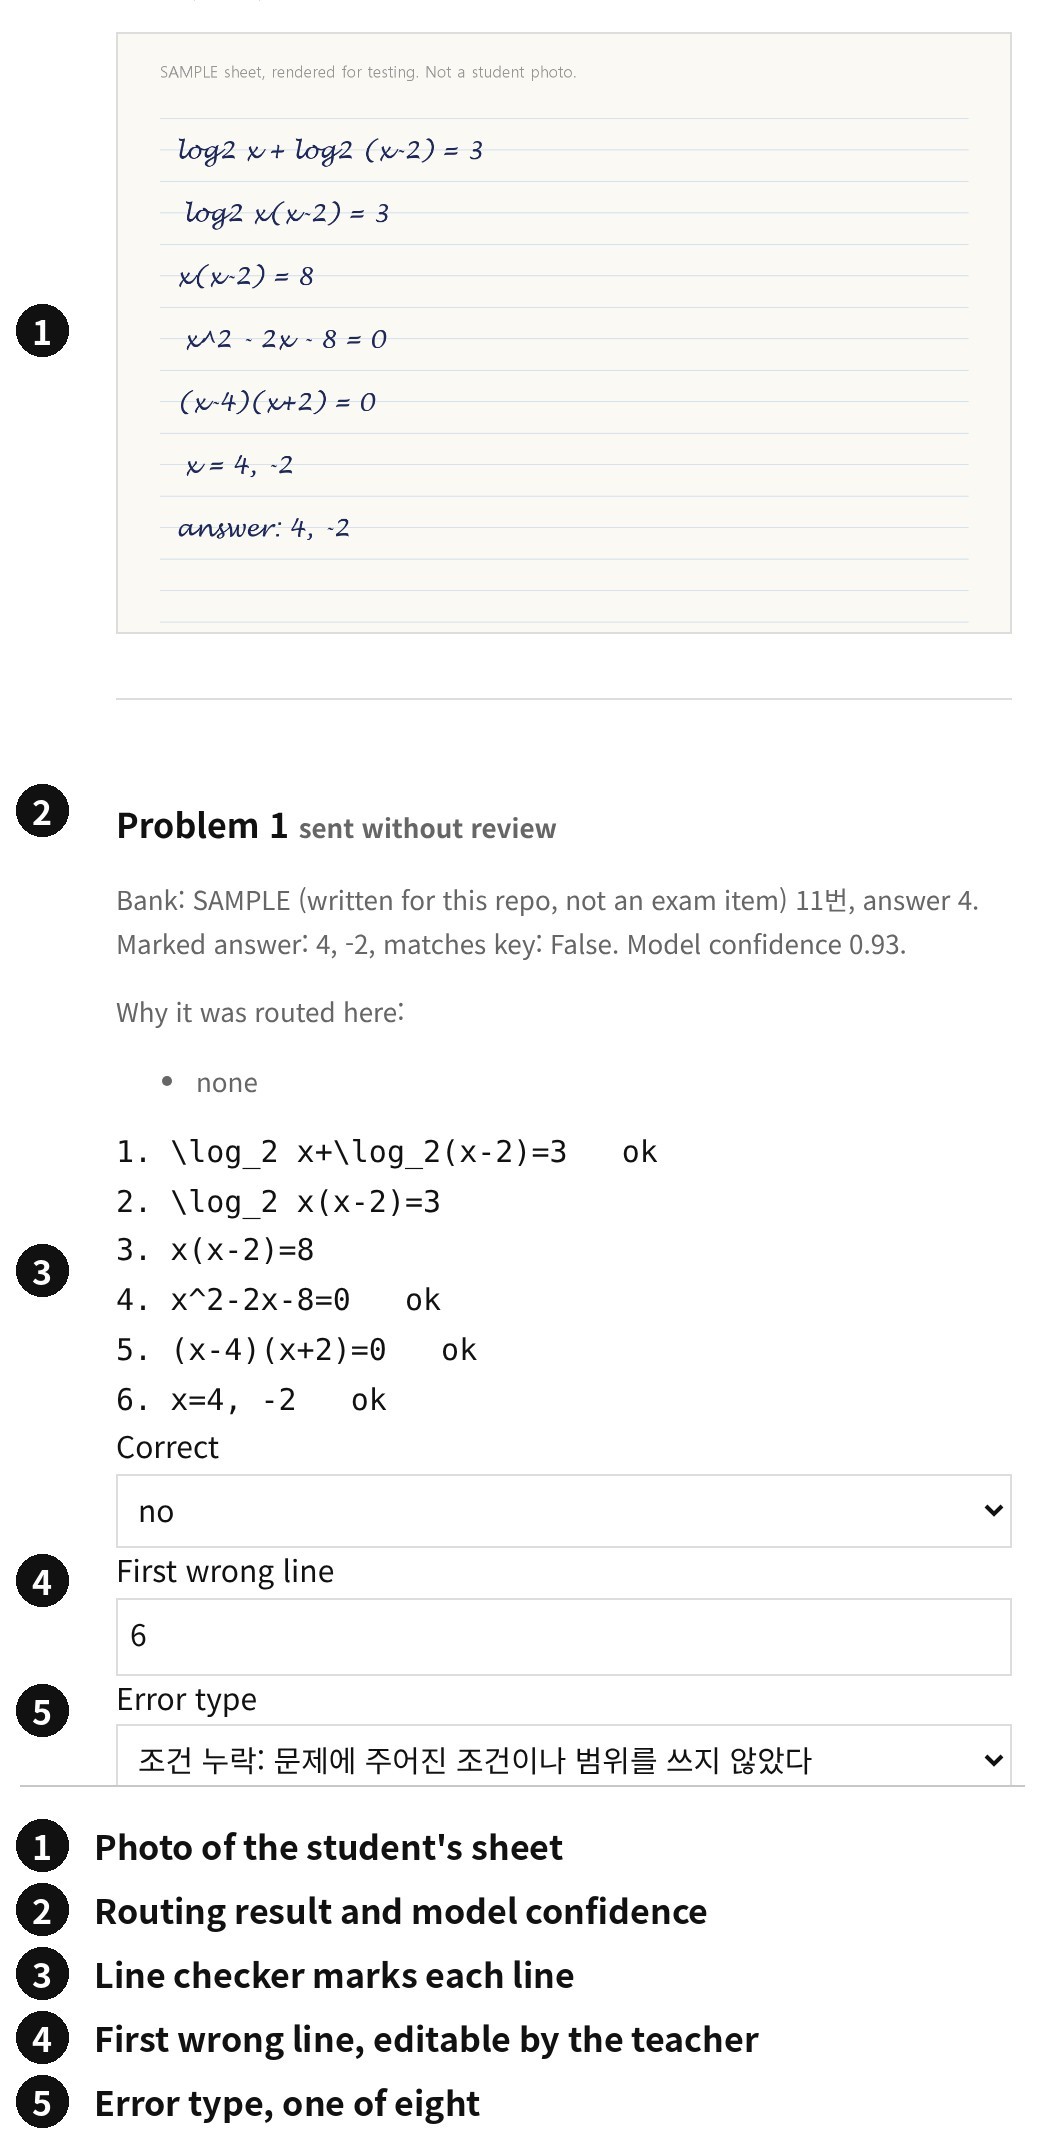 SAMPLE sheet, rendered for testing. Not a student photo.
log2 x + log2 (x-2) = 3
log2 x(x-2) = 3
x(x-2) = 8
x^2 - 2x - 8 = 0
(x-4)(x+2) = 0
x = 4, -2
answer: 4, -2
1
2
Problem 1 sent without review
Bank: SAMPLE (written for this repo, not an exam item) 11번, answer 4.
Marked answer: 4, -2, matches key: False. Model confidence 0.93.
Why it was routed here:
• none
1. \log_2 x+\log_2(x-2)=3 ok
2. \log_2 x(x-2)=3
3. x(x-2)=8
3
4. x^2-2x-8=0 ok
5. (x-4)(x+2)=0 ok
6. x=4, -2 ok
Correct
no
4
First wrong line
6
5
Error type
조건 누락: 문제에 주어진 조건이나 범위를 쓰지 않았다
1 Photo of the student's sheet
2 Routing result and model confidence
3 Line checker marks each line
4 First wrong line, editable by the teacher
5 Error type, one of eight